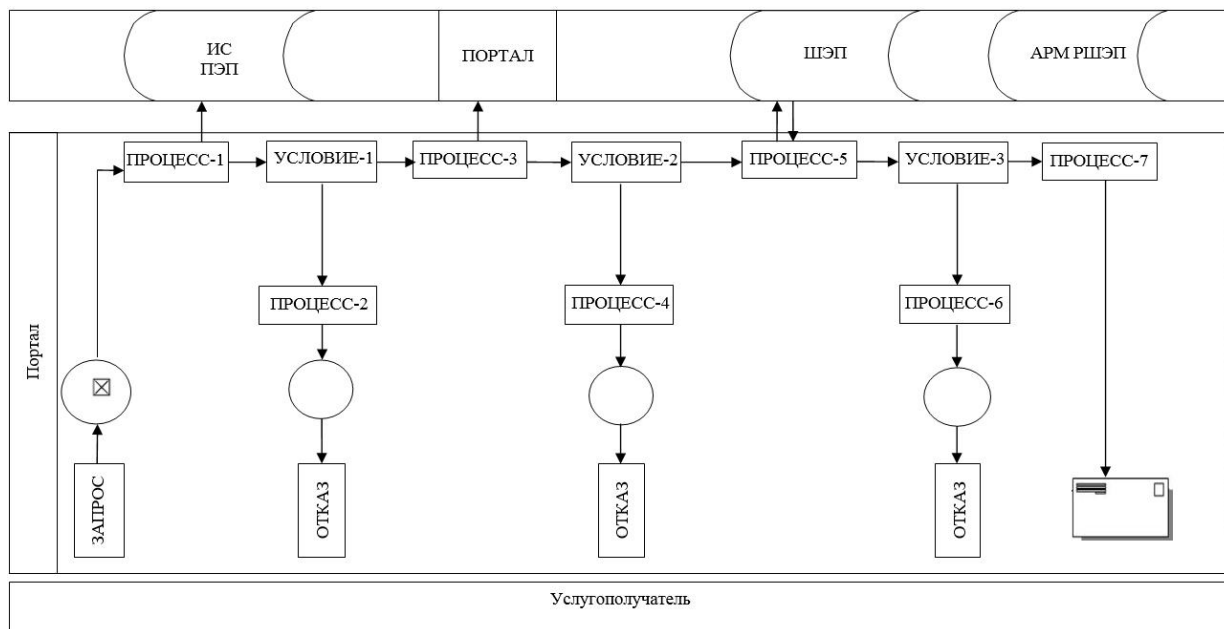 ИС
ПЭП
ПОРТАЛ
ШЭП
АРМ РШЭП
ПРОЦЕСС-1
УСЛОВИЕ-1
ПРОЦЕСС-3
УСЛОВИЕ-2
ПРОЦЕСС-5
УСЛОВИЕ-3
ПРОЦЕСС-7
ПРОЦЕСС-2
ПРОЦЕСС-4
ПРОЦЕСС-6
Портал
ЗАПРОС
ОТКАЗ
ОТКАЗ
ОТКАЗ
Услугополучатель